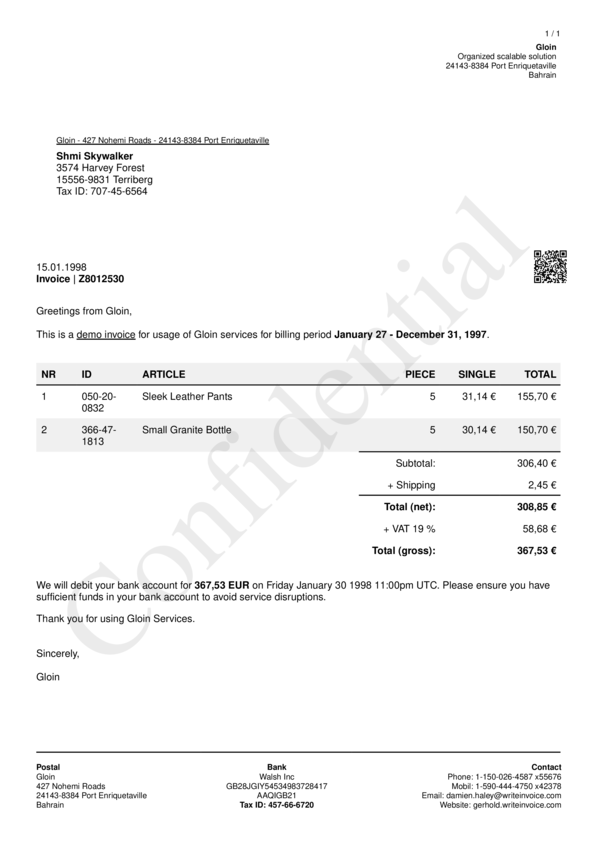 1 / 1
Gloin
Organized scalable solution
24143-8384 Port Enriquetaville
Bahrain
Gloin - 427 Nohemi Roads - 24143-8384 Port Enriquetaville
Shmi Skywalker
3574 Harvey Forest
15556-9831 Terriberg
Tax ID: 707-45-6564
15.01.1998
Invoice | Z8012530
Greetings from Gloin,
This is a demo invoice for usage of Gloin services for billing period January 27 - December 31, 1997.
NR ID ARTICLE PIECE SINGLE TOTAL
1 050-20- Sleek Leather Pants 5 31,14 € 155,70 €
0832
2 366-47- Small Granite Bottle 5 30,14 € 150,70 €
1813
Subtotal: 306,40 €
+ Shipping 2,45 €
Total (net): 308,85 €
+ VAT 19 % 58,68 €
Total (gross): 367,53 €
We will debit your bank account for 367,53 EUR on Friday January 30 1998 11:00pm UTC. Please ensure you have
sufficient funds in your bank account to avoid service disruptions.
Thank you for using Gloin Services.
Sincerely,
Gloin
Confidential
Postal Bank Contact
Gloin Walsh Inc Phone: 1-150-026-4587 x55676
427 Nohemi Roads GB28JGIY54534983728417 Mobil: 1-590-444-4750 x42378
24143-8384 Port Enriquetaville AAQIGB21 Email: damien.haley@writeinvoice.com
Bahrain Tax ID: 457-66-6720 Website: gerhold.writeinvoice.com